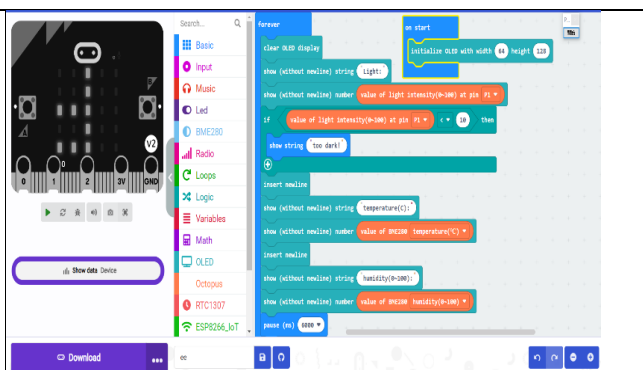 Search...
Basic
Input
Music
Led
BME280
Radio
Loops
Logic
Variables
Math
OLED
Octopus
RTC1307
ESP8266_IoT
V2
0
0 1 2 3V GND
Show data Device
Download
...
forever
clear OLED display
show (without newline) string Light:
show (without newline) number value of light intensity(0~100) at pin P1
if value of light intensity(0~100) at pin P1 < 10 then
show string "too dark!"
insert newline
show (without newline) string temperature(C):
show (without newline) number value of BME280 temperature(℃)
insert newline
show (without newline) string humidity(0~100):
show (without newline) number value of BME280 humidity(0~100)
pause (ms) 6000
on start
initialize OLED with width 64 height 128